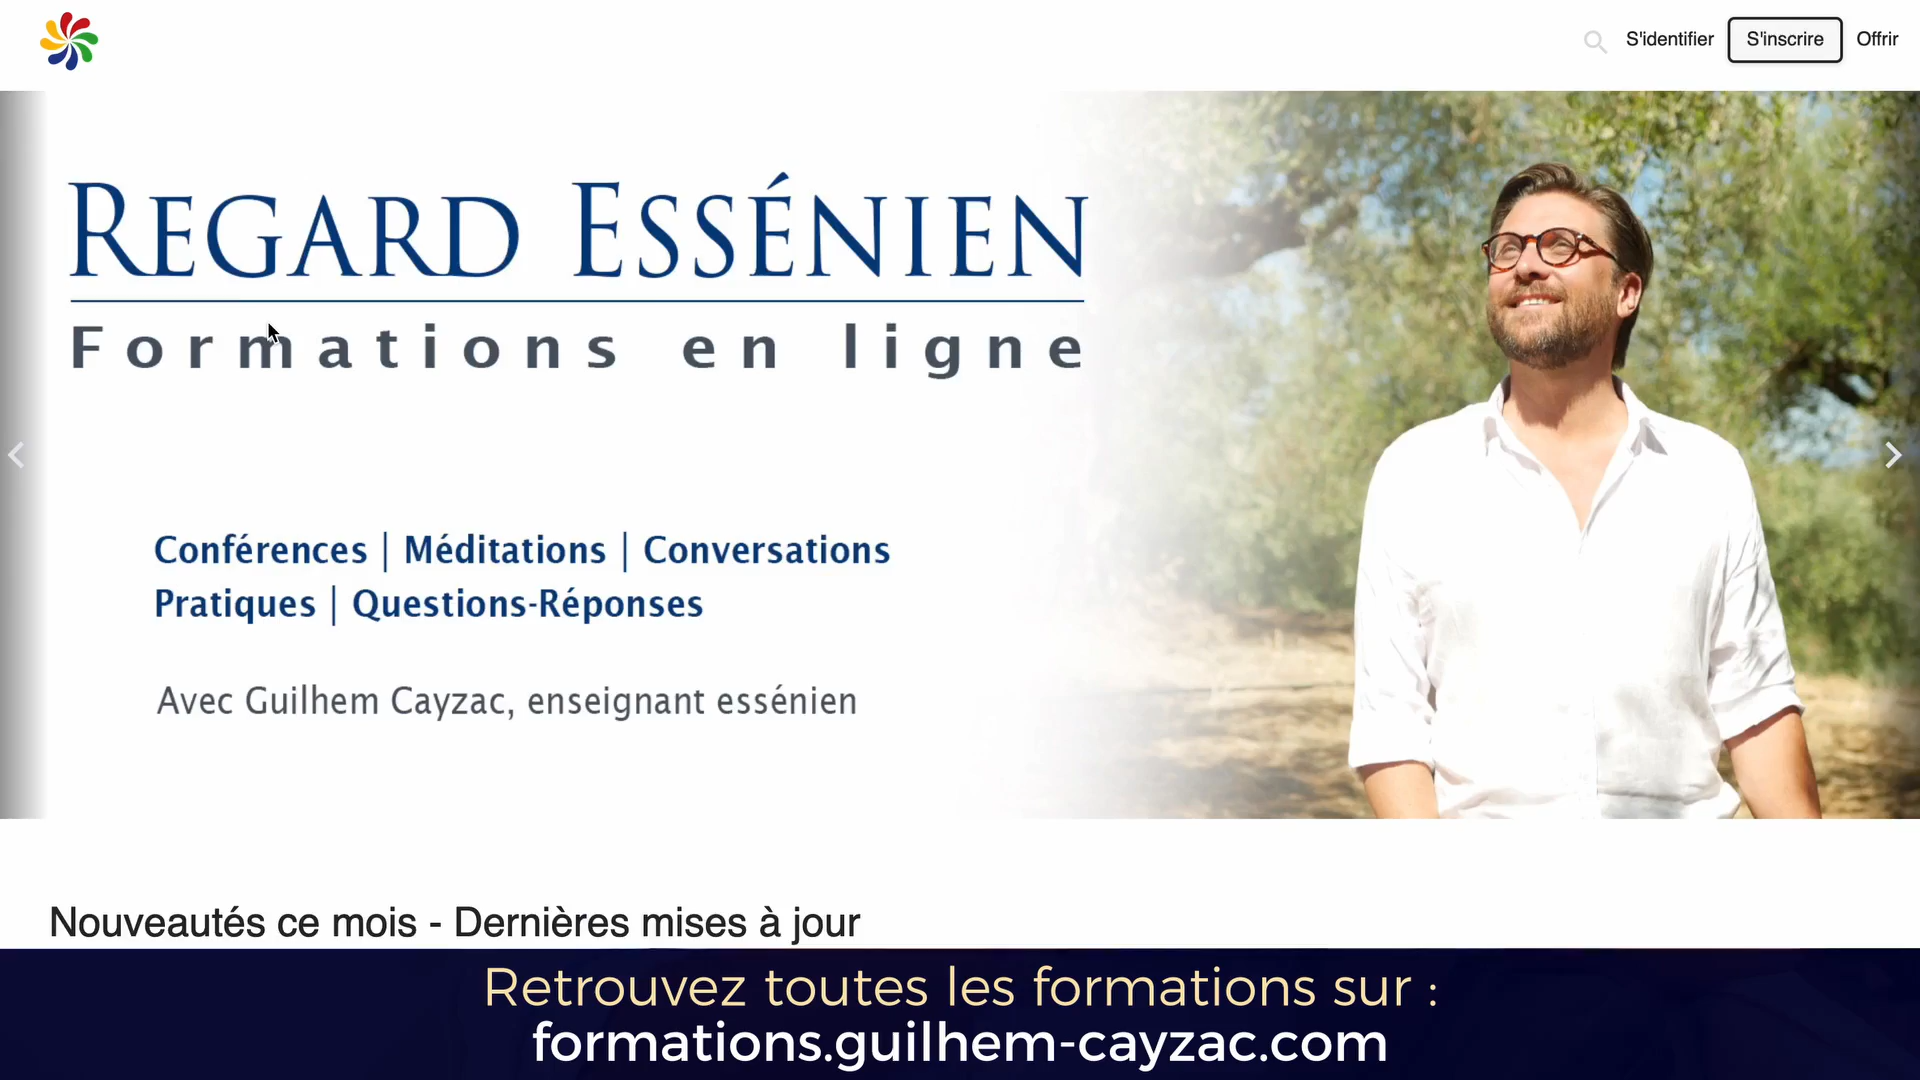 S'identifier
S'inscrire
Offrir
REGARD ESSÉNIEN
Formations en ligne
Conférences | Méditations | Conversations
Pratiques | Questions-Réponses
Avec Guilhem Cayzac, enseignant essénien
Nouveautés ce mois - Dernières mises à jour
Retrouvez toutes les formations sur :
formations.guilhem-cayzac.com